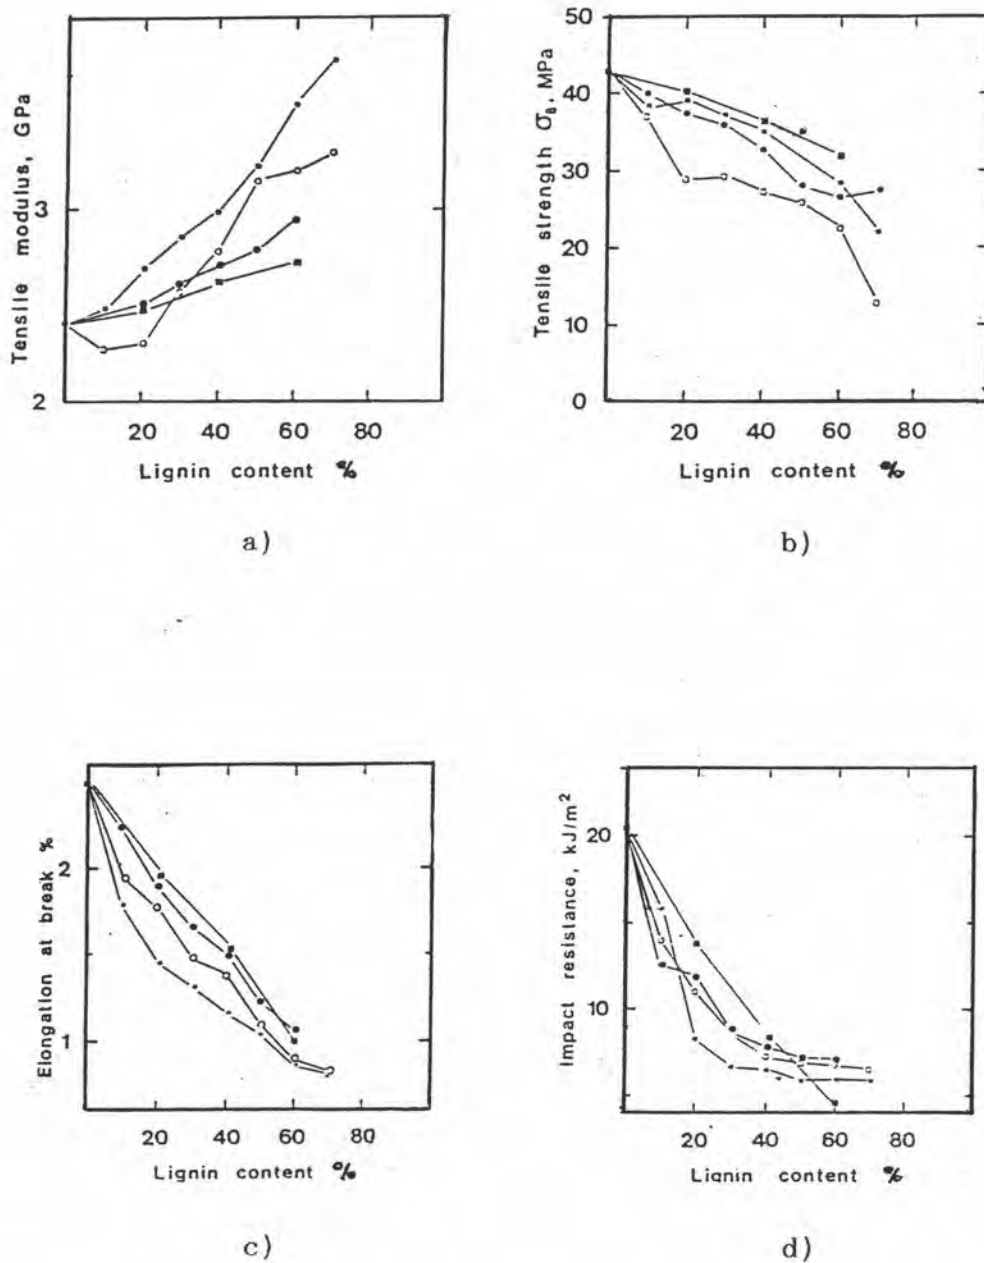 Tensile modulus, GPa
3
2
20 40 60 80
Lignin content %
a)
Tensile strength σB, MPa
50
40
30
20
10
0
20 40 60 80
Lignin content %
b)
Elongation at break %
2
1
20 40 60 80
Lignin content %
c)
Impact resistance, kJ/m²
20
10
20 40 60 80
Lignin content %
d)